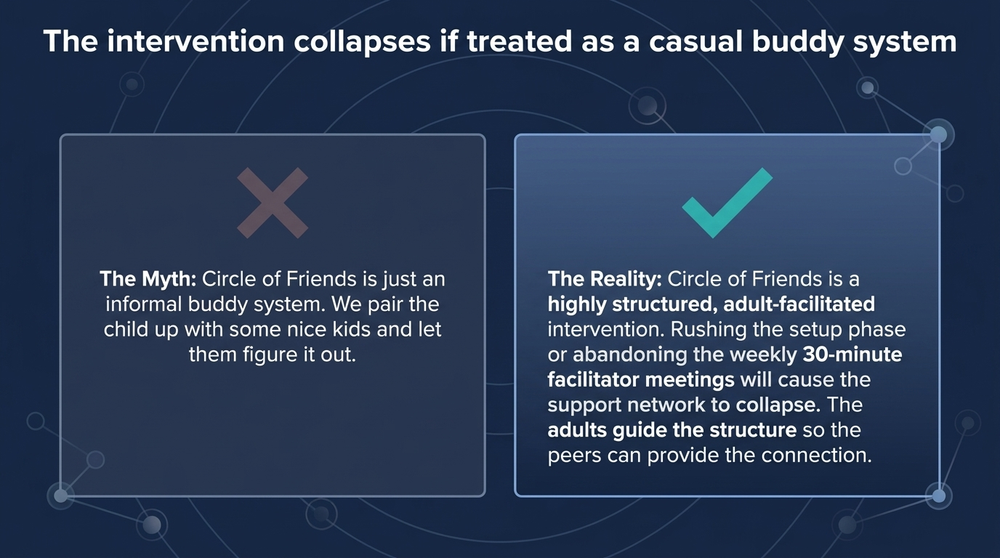 The intervention collapses if treated as a casual buddy system
The Myth: Circle of Friends is just an
informal buddy system. We pair the
child up with some nice kids and let
them figure it out.
The Reality: Circle of Friends is a
highly structured, adult-facilitated
intervention. Rushing the setup phase
or abandoning the weekly 30-minute
facilitator meetings will cause the
support network to collapse. The
adults guide the structure so the
peers can provide the connection.